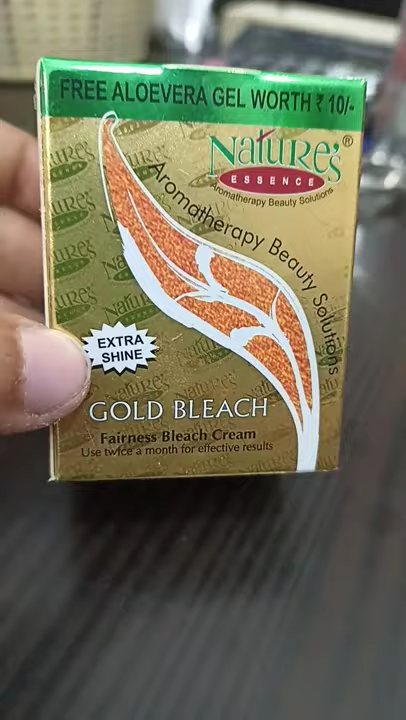 FREE ALOEVERA GEL WORTH ₹ 10/-
Nature's®
ESSENCE
Aromatherapy Beauty Solutions
Aromatherapy Beauty Solutions
EXTRA
SHINE
GOLD BLEACH
Fairness Bleach Cream
Use twice a month for effective results